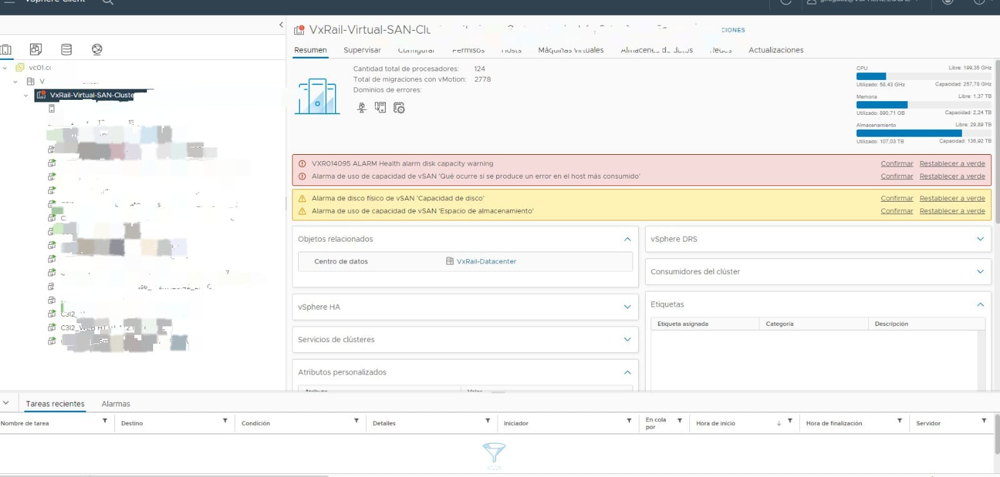 vSphere Client
VxRail-Virtual-SAN-Clu
CIONES
Resumen Supervisar Configurar Permisos Hosts Máquinas virtuales Almacenes de datos Redes Actualizaciones
vc01.cc
V
VxRail-Virtual-SAN-Cluste
C3I2_
C3I2_WEB
Cantidad total de procesadores: 124
Total de migraciones con vMotion: 2778
Dominios de errores:
CPU Libre: 199,35 GHz
Utilizado: 58,43 GHz Capacidad: 257,78 GHz
Memoria Libre: 1,37 TB
Utilizado: 890,71 GB Capacidad: 2,24 TB
Almacenamiento Libre: 29,89 TB
Utilizado: 107,03 TB Capacidad: 136,92 TB
VXR014095 ALARM Health alarm disk capacity warning Confirmar Restablecer a verde
Alarma de uso de capacidad de vSAN 'Qué ocurre si se produce un error en el host más consumido' Confirmar Restablecer a verde
Alarma de disco físico de vSAN 'Capacidad de disco' Confirmar Restablecer a verde
Alarma de uso de capacidad de vSAN 'Espacio de almacenamiento' Confirmar Restablecer a verde
Objetos relacionados
Centro de datos VxRail-Datacenter
vSphere HA
Servicios de clústeres
Atributos personalizados
Atributo Valor
vSphere DRS
Consumidores del clúster
Etiquetas
Etiqueta asignada Categoría Descripción
Tareas recientes Alarmas
Nombre de tarea Destino Condición Detalles Iniciador En cola por Hora de inicio Hora de finalización Servidor